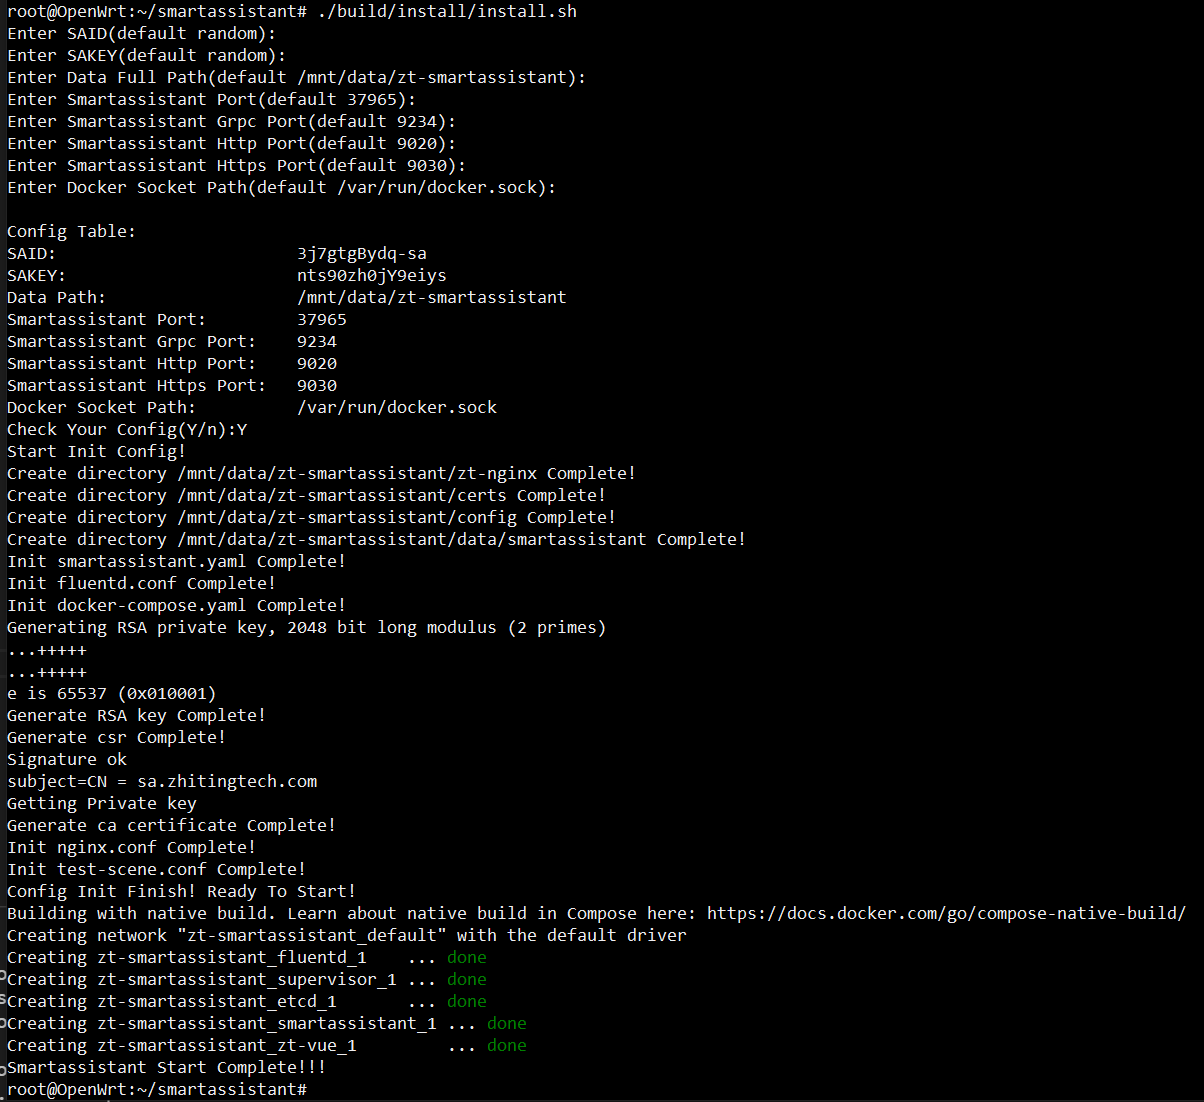 root@OpenWrt:~/smartassistant# ./build/install/install.sh
Enter SAID(default random):
Enter SAKEY(default random):
Enter Data Full Path(default /mnt/data/zt-smartassistant):
Enter Smartassistant Port(default 37965):
Enter Smartassistant Grpc Port(default 9234):
Enter Smartassistant Http Port(default 9020):
Enter Smartassistant Https Port(default 9030):
Enter Docker Socket Path(default /var/run/docker.sock):
Config Table:
SAID: 3j7gtgBydq-sa
SAKEY: nts90zh0jY9eiys
Data Path: /mnt/data/zt-smartassistant
Smartassistant Port: 37965
Smartassistant Grpc Port: 9234
Smartassistant Http Port: 9020
Smartassistant Https Port: 9030
Docker Socket Path: /var/run/docker.sock
Check Your Config(Y/n):Y
Start Init Config!
Create directory /mnt/data/zt-smartassistant/zt-nginx Complete!
Create directory /mnt/data/zt-smartassistant/certs Complete!
Create directory /mnt/data/zt-smartassistant/config Complete!
Create directory /mnt/data/zt-smartassistant/data/smartassistant Complete!
Init smartassistant.yaml Complete!
Init fluentd.conf Complete!
Init docker-compose.yaml Complete!
Generating RSA private key, 2048 bit long modulus (2 primes)
...+++++
...+++++
e is 65537 (0x010001)
Generate RSA key Complete!
Generate csr Complete!
Signature ok
subject=CN = sa.zhitingtech.com
Getting Private key
Generate ca certificate Complete!
Init nginx.conf Complete!
Init test-scene.conf Complete!
Config Init Finish! Ready To Start!
Building with native build. Learn about native build in Compose here: https://docs.docker.com/go/compose-native-build/
Creating network "zt-smartassistant_default" with the default driver
Creating zt-smartassistant_fluentd_1 ... done
Creating zt-smartassistant_supervisor_1 ... done
Creating zt-smartassistant_etcd_1 ... done
Creating zt-smartassistant_smartassistant_1 ... done
Creating zt-smartassistant_zt-vue_1 ... done
Smartassistant Start Complete!!!
root@OpenWrt:~/smartassistant#